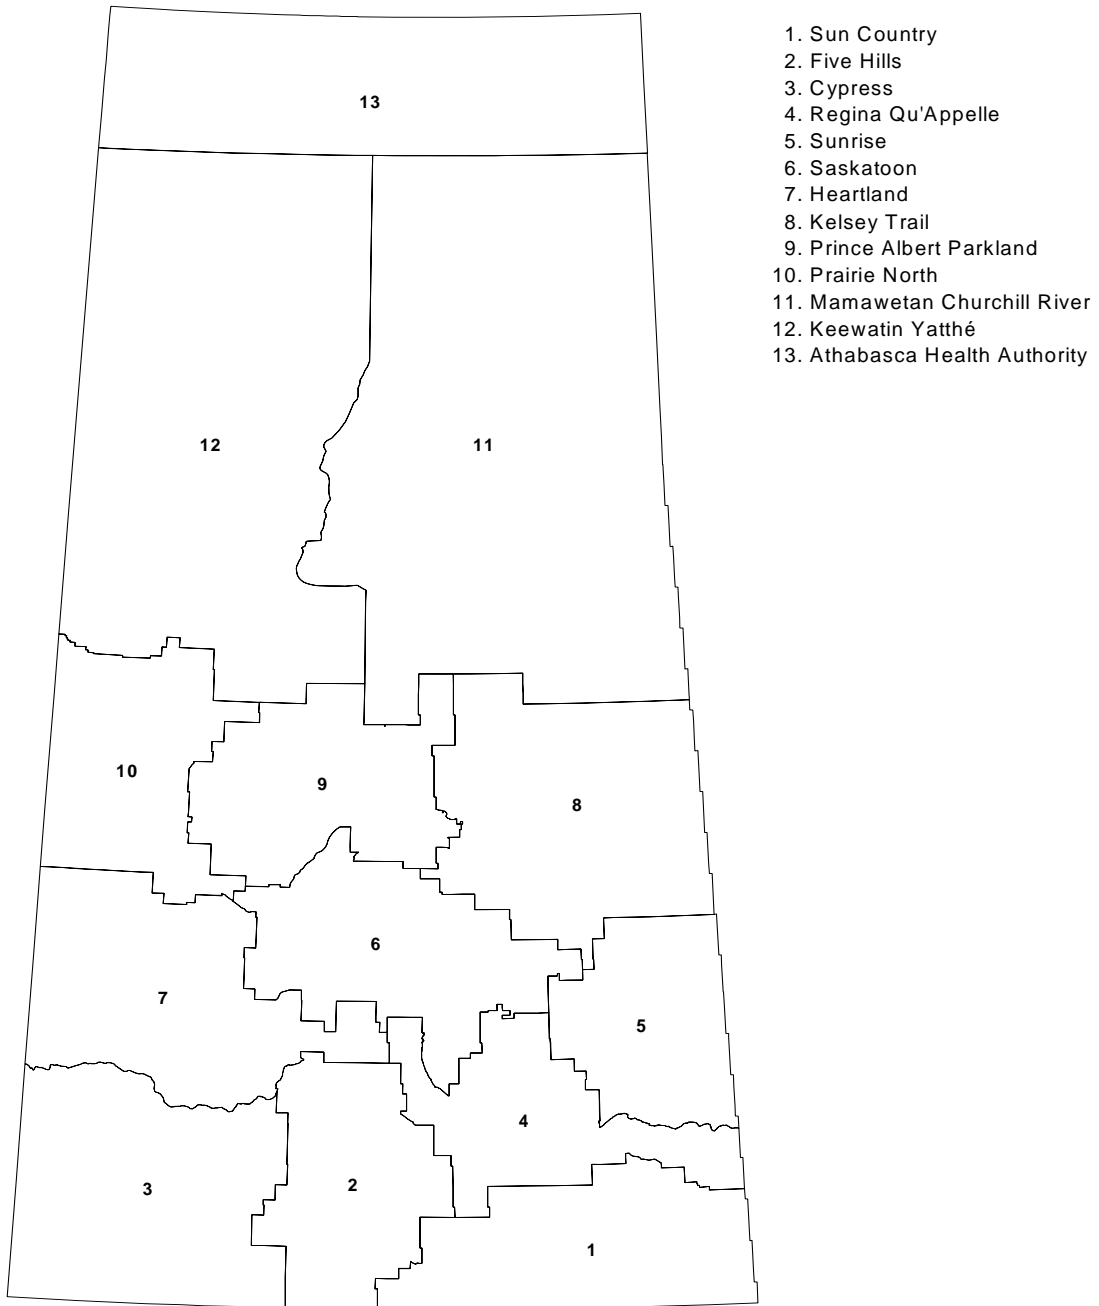 1. Sun Country
2. Five Hills
3. Cypress
4. Regina Qu'Appelle
5. Sunrise
6. Saskatoon
7. Heartland
8. Kelsey Trail
9. Prince Albert Parkland
10. Prairie North
11. Mamawetan Churchill River
12. Keewatin Yatthé
13. Athabasca Health Authority
13
12
11
10
9
8
6
7
5
4
3
2
1